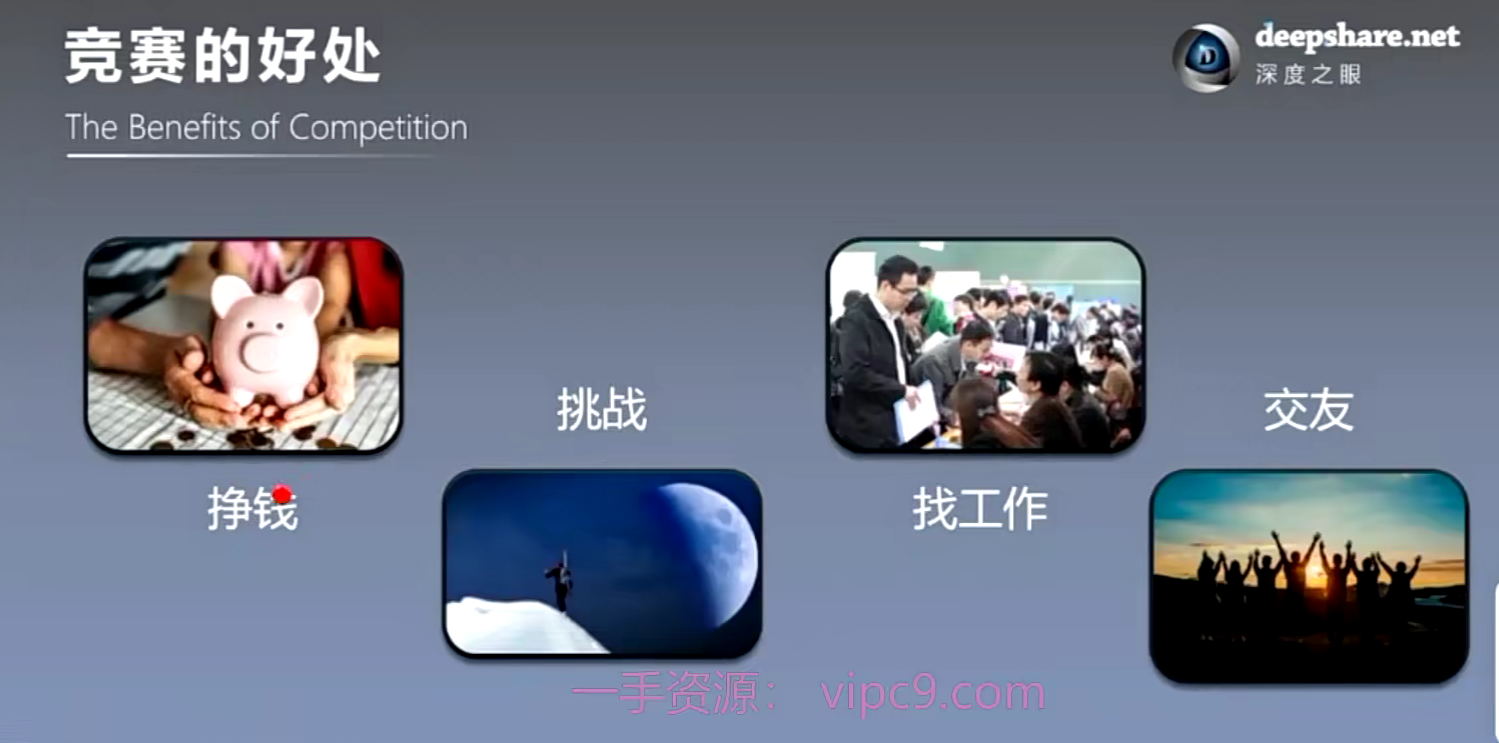 竞赛的好处
The Benefits of Competition
deepshare.net
深度之眼
挣钱
挑战
找工作
交友
一手资源： vipc9.com